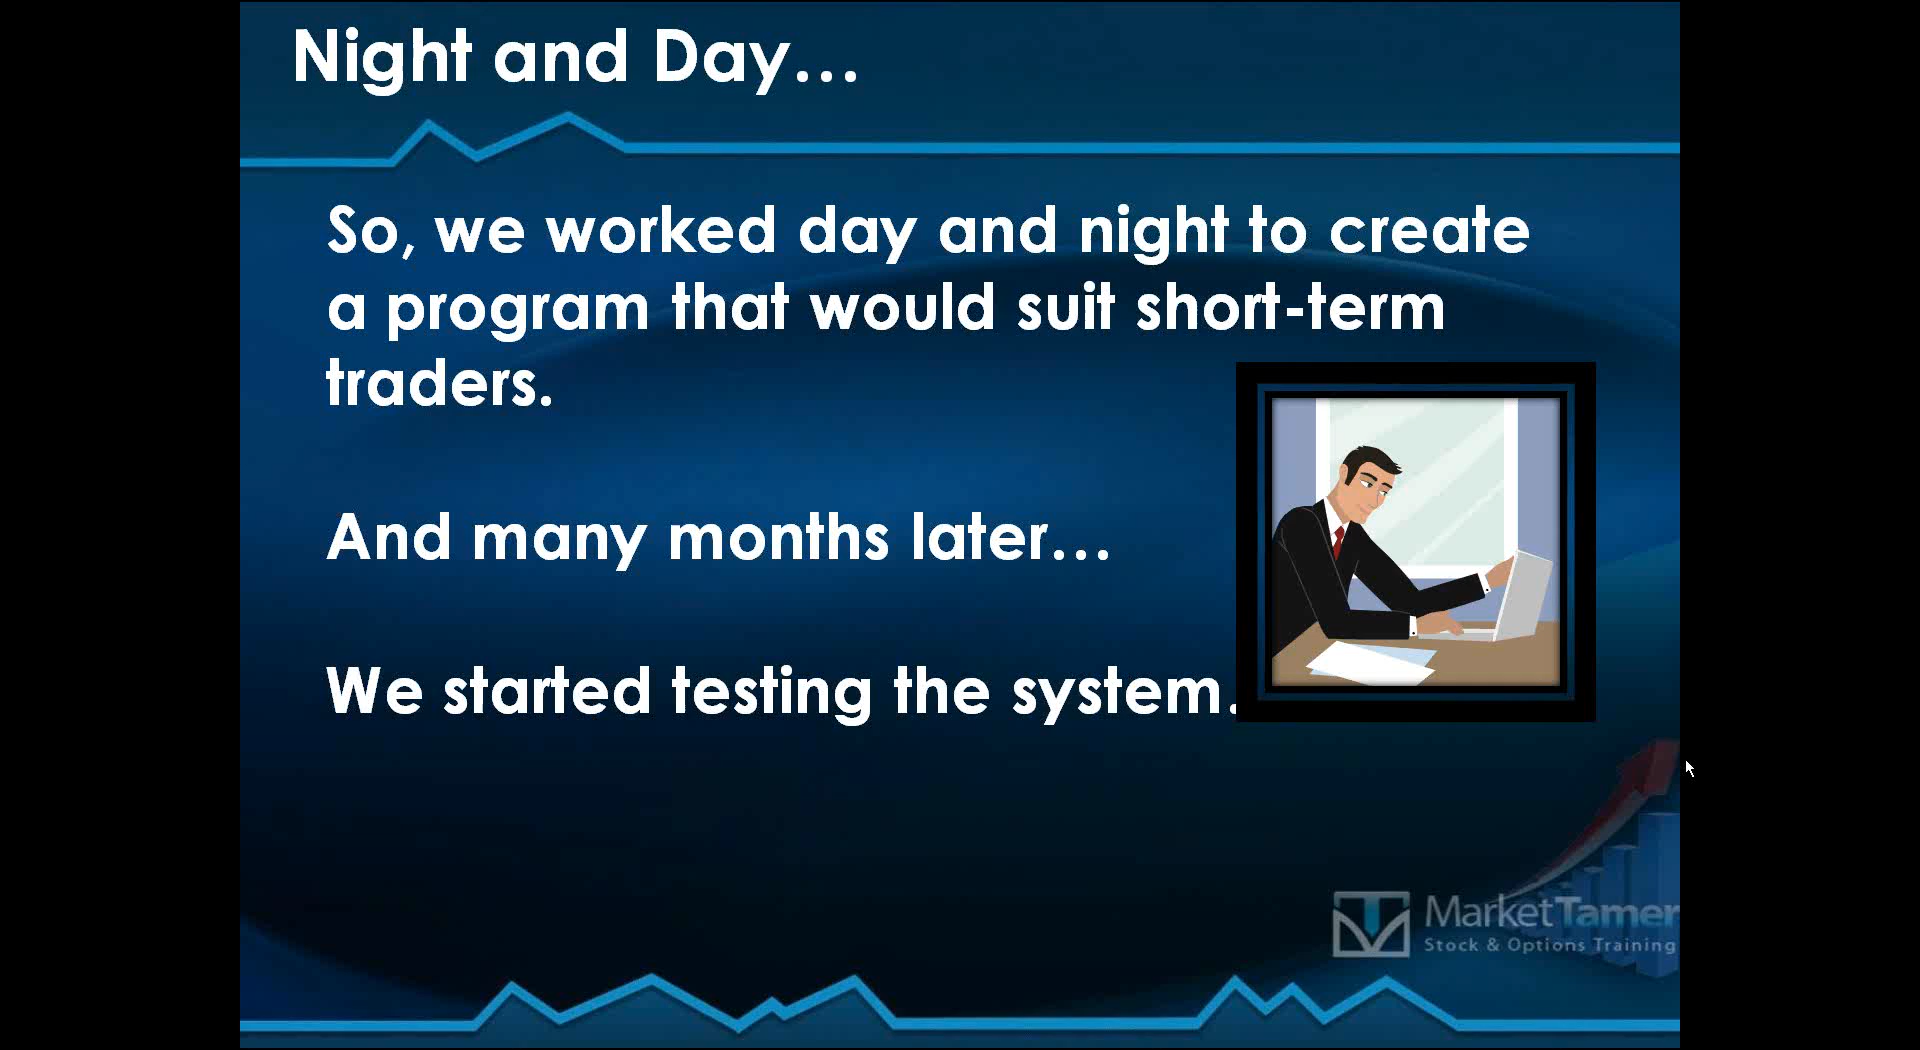 Night and Day…
So, we worked day and night to create
a program that would suit short-term
traders.
And many months later…
We started testing the system.
MarketTamer
Stock & Options Training